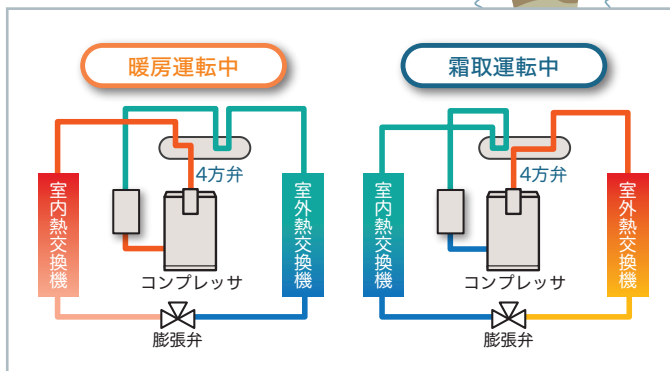 暖房運転中
4方弁
室内熱交換機
室外熱交換機
コンプレッサ
膨張弁
霜取運転中
4方弁
室内熱交換機
室外熱交換機
コンプレッサ
膨張弁